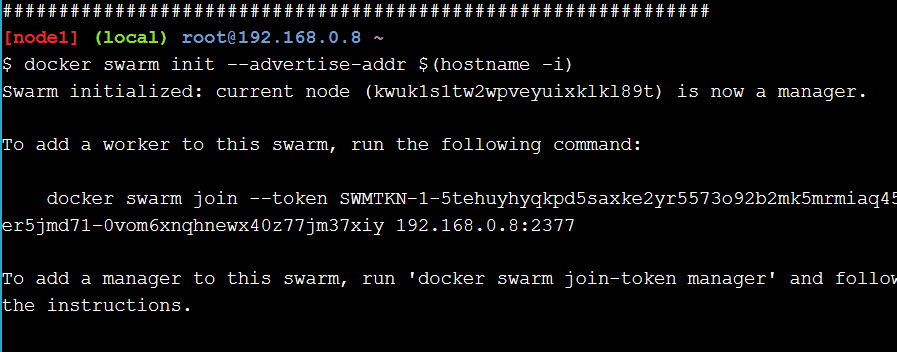 ###############################################################
[node1] (local) root@192.168.0.8 ~
$ docker swarm init --advertise-addr $(hostname -i)
Swarm initialized: current node (kwuk1s1tw2wpveyuixklkl89t) is now a manager.
To add a worker to this swarm, run the following command:
docker swarm join --token SWMTKN-1-5tehuyhyqkpd5saxke2yr5573o92b2mk5mrmiaq45
er5jmd71-0vom6xnqhnewx40z77jm37xiy 192.168.0.8:2377
To add a manager to this swarm, run 'docker swarm join-token manager' and follow
the instructions.